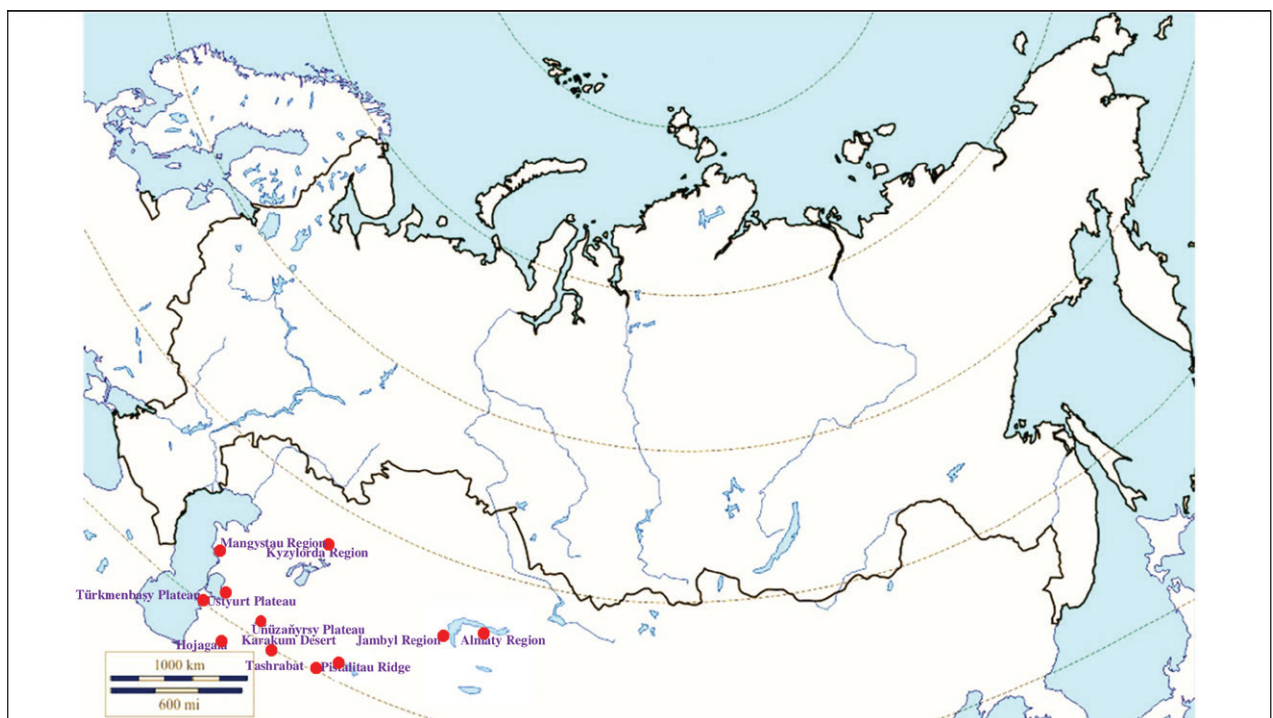 Mangystau Region
Kyzylorda Region
Türkmenbaşy Plateau
Ustyurt Plateau
Ünüzaňyrsy Plateau
Hojagala
Karakum Desert
Jambyl Region
Almaty Region
Tashrabat
Pistalitau Ridge
1000 km
600 mi